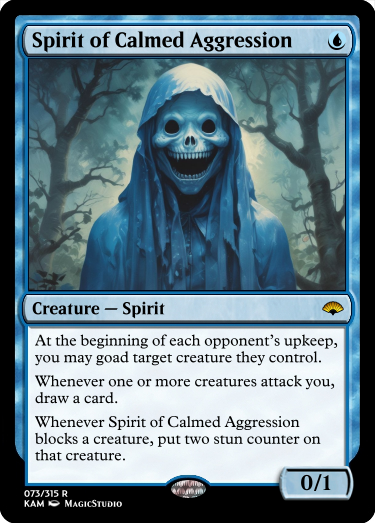 Spirit of Calmed Aggression
Creature — Spirit
At the beginning of each opponent's upkeep,
you may goad target creature they control.
Whenever one or more creatures attack you,
draw a card.
Whenever Spirit of Calmed Aggression
blocks a creature, put two stun counter on
that creature.
0/1
073/315 R
KAM MagicStudio